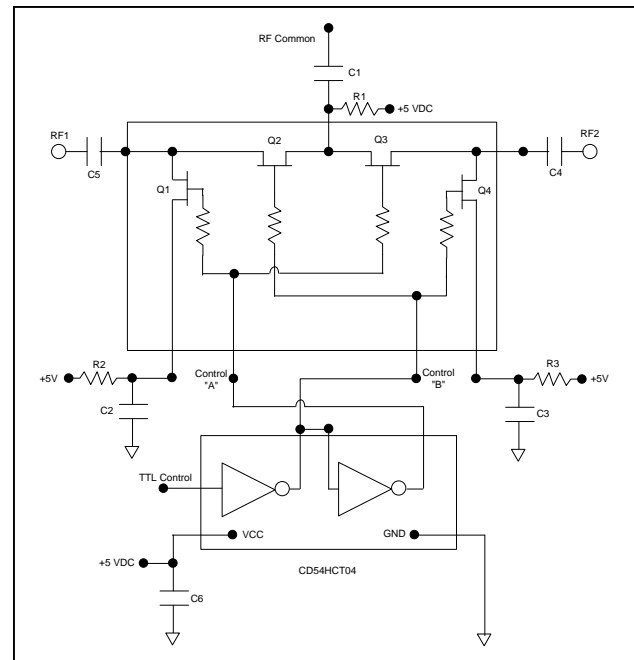 RF Common
C1
R1
+5 VDC
RF1
Q2
Q3
RF2
C5
C4
Q1
Q4
R2
+5V
Control
"A"
Control
"B"
R3
+5V
C2
C3
TTL Control
VCC
GND
+5 VDC
CD54HCT04
C6